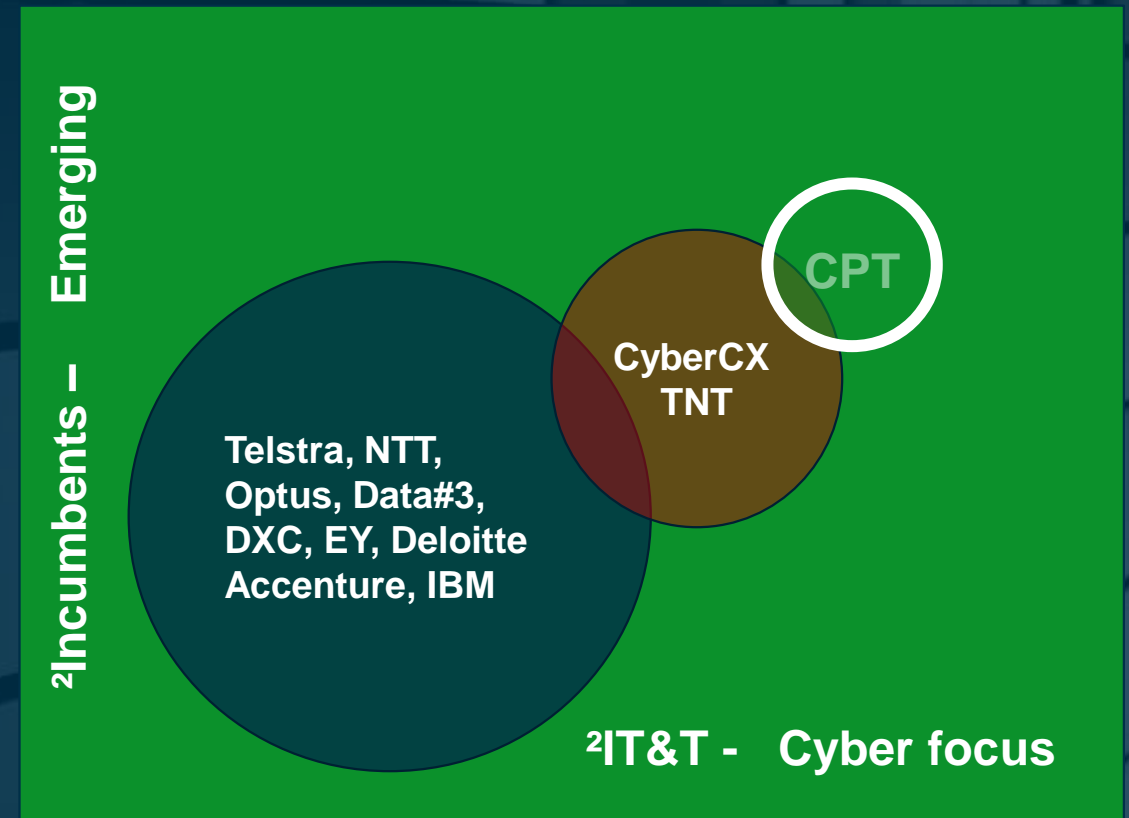 ²Incumbents – Emerging
CPT
CyberCX
TNT
Telstra, NTT,
Optus, Data#3,
DXC, EY, Deloitte
Accenture, IBM
²IT&T - Cyber focus